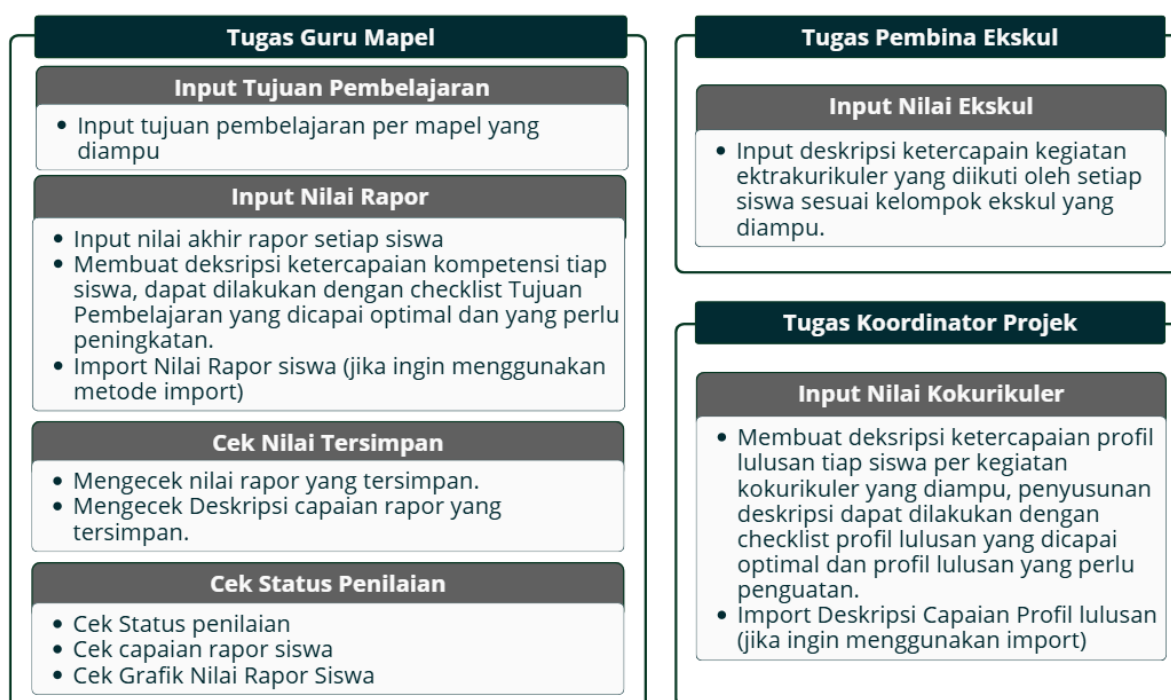 Tugas Guru Mapel
Input Tujuan Pembelajaran
• Input tujuan pembelajaran per mapel yang
diampu
Input Nilai Rapor
• Input nilai akhir rapor setiap siswa
• Membuat deksripsi ketercapaian kompetensi tiap
siswa, dapat dilakukan dengan checklist Tujuan
Pembelajaran yang dicapai optimal dan yang perlu
peningkatan.
• Import Nilai Rapor siswa (jika ingin menggunakan
metode import)
Cek Nilai Tersimpan
• Mengecek nilai rapor yang tersimpan.
• Mengecek Deskripsi capaian rapor yang
tersimpan.
Cek Status Penilaian
• Cek Status penilaian
• Cek capaian rapor siswa
• Cek Grafik Nilai Rapor Siswa
Tugas Pembina Ekskul
Input Nilai Ekskul
• Input deskripsi ketercapain kegiatan
ektrakurikuler yang diikuti oleh setiap
siswa sesuai kelompok ekskul yang
diampu.
Tugas Koordinator Projek
Input Nilai Kokurikuler
• Membuat deksripsi ketercapaian profil
lulusan tiap siswa per kegiatan
kokurikuler yang diampu, penyusunan
deskripsi dapat dilakukan dengan
checklist profil lulusan yang dicapai
optimal dan profil lulusan yang perlu
penguatan.
• Import Deskripsi Capaian Profil lulusan
(jika ingin menggunakan import)